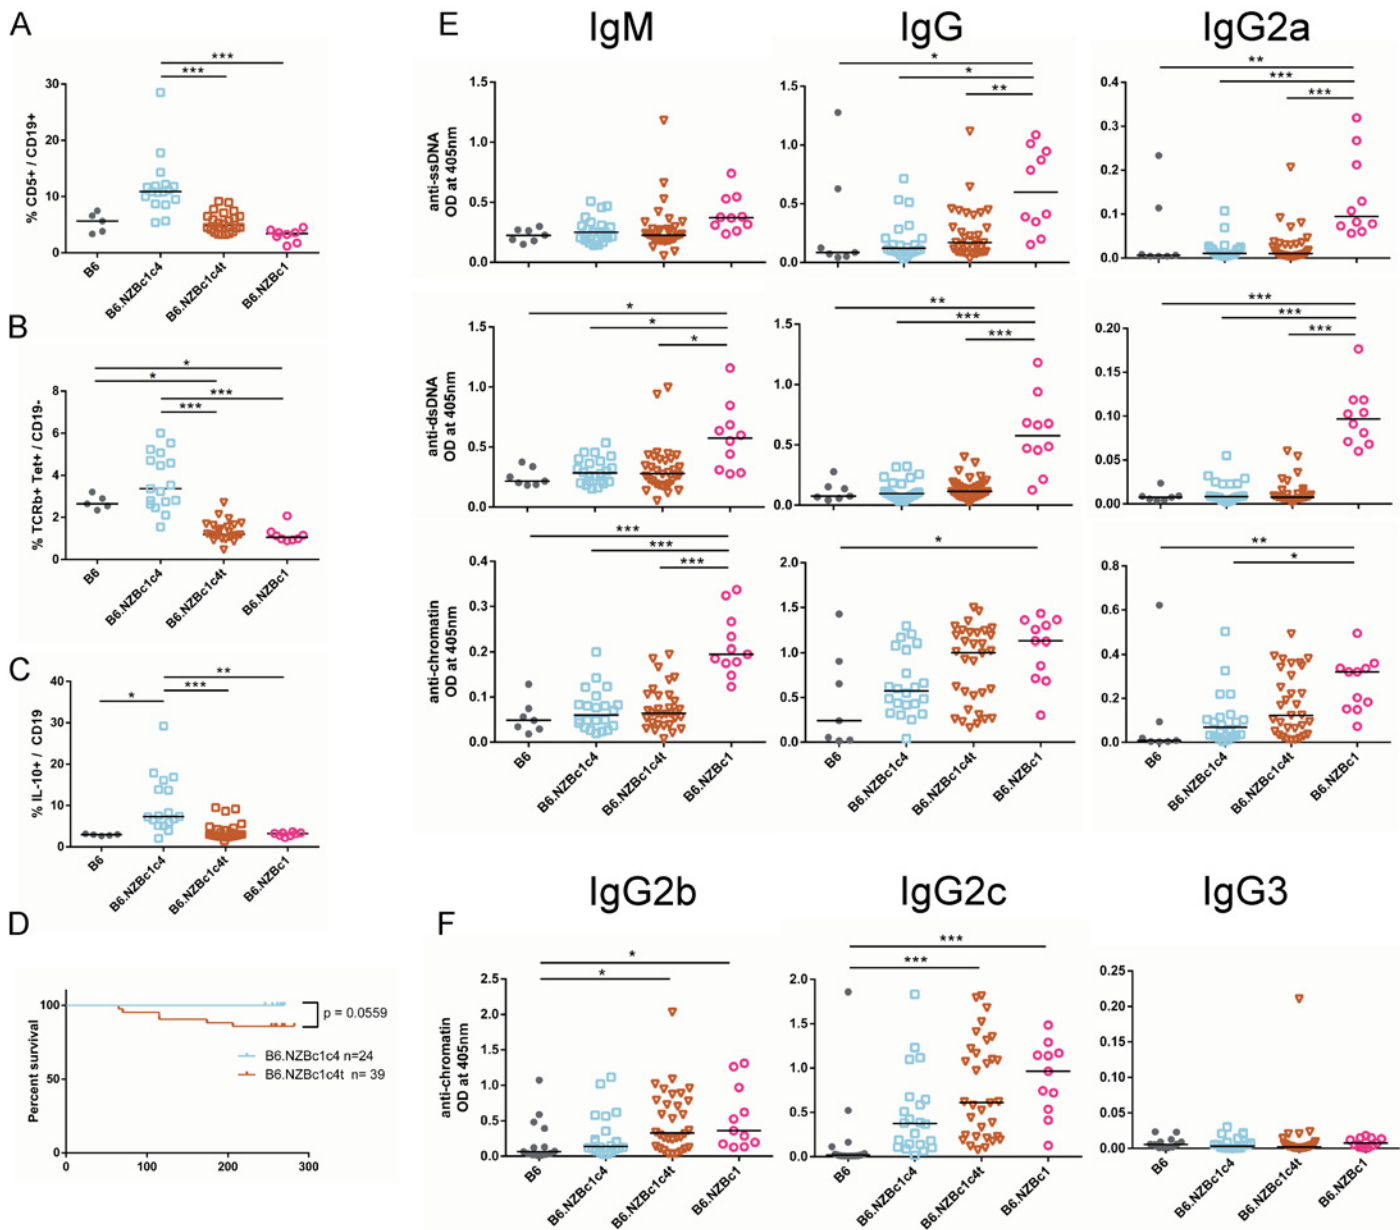 A
% CD5+ / CD19+
***
***
30
20
10
0
B6
B6.NZBc1c4
B6.NZBc1c4t
B6.NZBc1
B
% TCRb+ Tet+ / CD19-
*
*
***
***
8
6
4
2
0
B6
B6.NZBc1c4
B6.NZBc1c4t
B6.NZBc1
C
% IL-10+ / CD19
**
*
***
40
30
20
10
0
B6
B6.NZBc1c4
B6.NZBc1c4t
B6.NZBc1
D
Percent survival
100
50
0
p = 0.0559
B6.NZBc1c4 n=24
B6.NZBc1c4t n= 39
0 100 200 300
E
IgM IgG IgG2a
anti-ssDNA
OD at 405nm
1.5
1.0
0.5
0.0
*
*
**
1.5
1.0
0.5
0.0
**
***
***
0.4
0.3
0.2
0.1
0.0
anti-dsDNA
OD at 405nm
*
*
*
1.5
1.0
0.5
0.0
**
***
***
1.5
1.0
0.5
0.0
***
***
***
0.20
0.15
0.10
0.05
0.00
anti-chromatin
OD at 405nm
***
***
***
0.4
0.3
0.2
0.1
0.0
B6
B6.NZBc1c4
B6.NZBc1c4t
B6.NZBc1
*
2.0
1.5
1.0
0.5
0.0
B6
B6.NZBc1c4
B6.NZBc1c4t
B6.NZBc1
**
*
0.8
0.6
0.4
0.2
0.0
B6
B6.NZBc1c4
B6.NZBc1c4t
B6.NZBc1
F
IgG2b IgG2c IgG3
anti-chromatin
OD at 405nm
*
*
2.5
2.0
1.5
1.0
0.5
0.0
B6
B6.NZBc1c4
B6.NZBc1c4t
B6.NZBc1
***
***
2.0
1.5
1.0
0.5
0.0
B6
B6.NZBc1c4
B6.NZBc1c4t
B6.NZBc1
0.25
0.20
0.15
0.10
0.05
0.00
B6
B6.NZBc1c4
B6.NZBc1c4t
B6.NZBc1